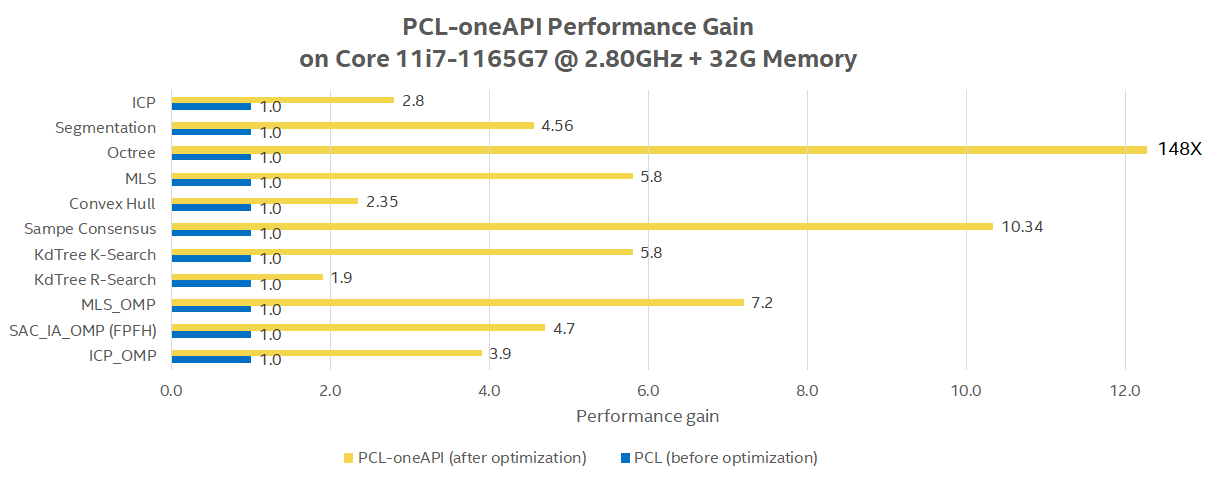 PCL-oneAPI Performance Gain
on Core 11i7-1165G7 @ 2.80GHz + 32G Memory
ICP 2.8 1.0
Segmentation 4.56 1.0
Octree 148X 1.0
MLS 5.8 1.0
Convex Hull 2.35 1.0
Sampe Consensus 10.34 1.0
KdTree K-Search 5.8 1.0
KdTree R-Search 1.9 1.0
MLS_OMP 7.2 1.0
SAC_IA_OMP (FPFH) 4.7 1.0
ICP_OMP 3.9 1.0
0.0 2.0 4.0 6.0 8.0 10.0 12.0
Performance gain
PCL-oneAPI (after optimization) PCL (before optimization)